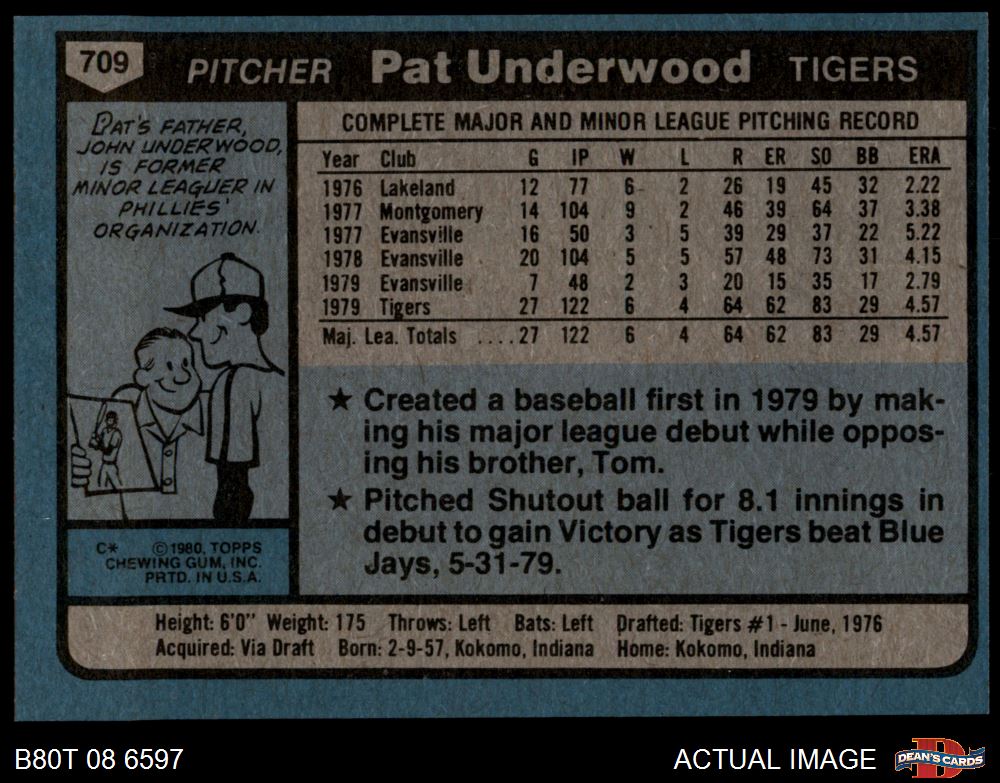 709 PITCHER Pat Underwood TIGERS
PAT'S FATHER,
JOHN UNDERWOOD,
IS FORMER
MINOR LEAGUER IN
PHILLIES'
ORGANIZATION.
C* ©1980, TOPPS
CHEWING GUM, INC.
PRTD. IN U.S.A.
COMPLETE MAJOR AND MINOR LEAGUE PITCHING RECORD
Year Club G IP W L R ER SO BB ERA
1976 Lakeland 12 77 6 2 26 19 45 32 2.22
1977 Montgomery 14 104 9 2 46 39 64 37 3.38
1977 Evansville 16 50 3 5 39 29 37 22 5.22
1978 Evansville 20 104 5 5 57 48 73 31 4.15
1979 Evansville 7 48 2 3 20 15 35 17 2.79
1979 Tigers 27 122 6 4 64 62 83 29 4.57
Maj. Lea. Totals ....27 122 6 4 64 62 83 29 4.57
★ Created a baseball first in 1979 by mak-
ing his major league debut while oppos-
ing his brother, Tom.
★ Pitched Shutout ball for 8.1 innings in
debut to gain Victory as Tigers beat Blue
Jays, 5-31-79.
Height: 6'0" Weight: 175 Throws: Left Bats: Left Drafted: Tigers #1 - June, 1976
Acquired: Via Draft Born: 2-9-57, Kokomo, Indiana Home: Kokomo, Indiana
B80T 08 6597 ACTUAL IMAGE D DEAN'S CARDS